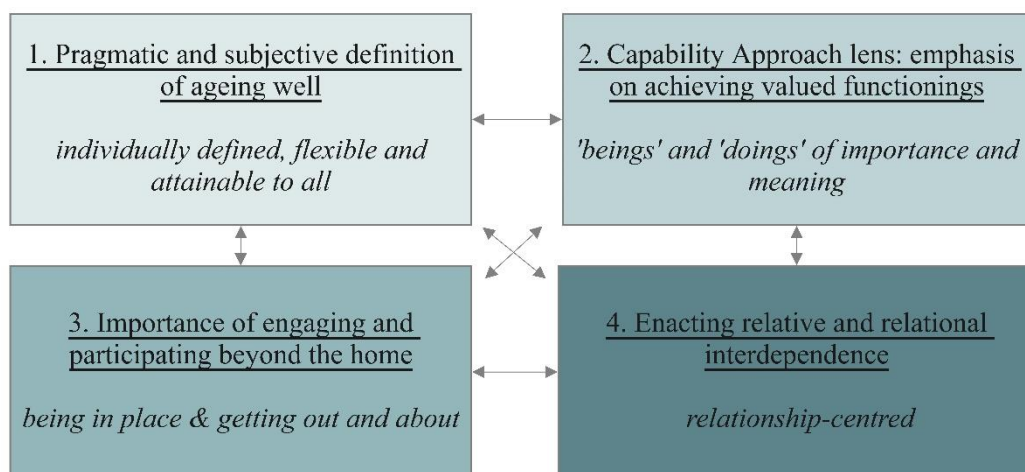 1. Pragmatic and subjective definition
of ageing well
individually defined, flexible and
attainable to all
2. Capability Approach lens: emphasis
on achieving valued functionings
'beings' and 'doings' of importance and
meaning
3. Importance of engaging and
participating beyond the home
being in place & getting out and about
4. Enacting relative and relational
interdependence
relationship-centred